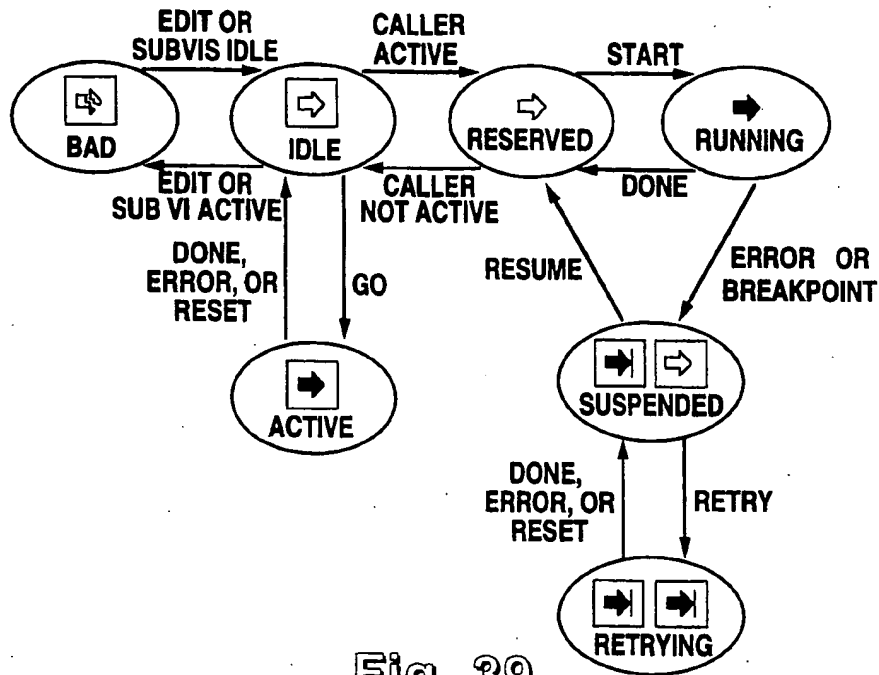 EDIT OR
SUBVIS IDLE
CALLER
ACTIVE
START
BAD
IDLE
RESERVED
RUNNING
EDIT OR
SUB VI ACTIVE
CALLER
NOT ACTIVE
DONE
DONE,
ERROR, OR
RESET
GO
RESUME
ERROR OR
BREAKPOINT
ACTIVE
SUSPENDED
DONE,
ERROR, OR
RESET
RETRY
RETRYING
Fig.